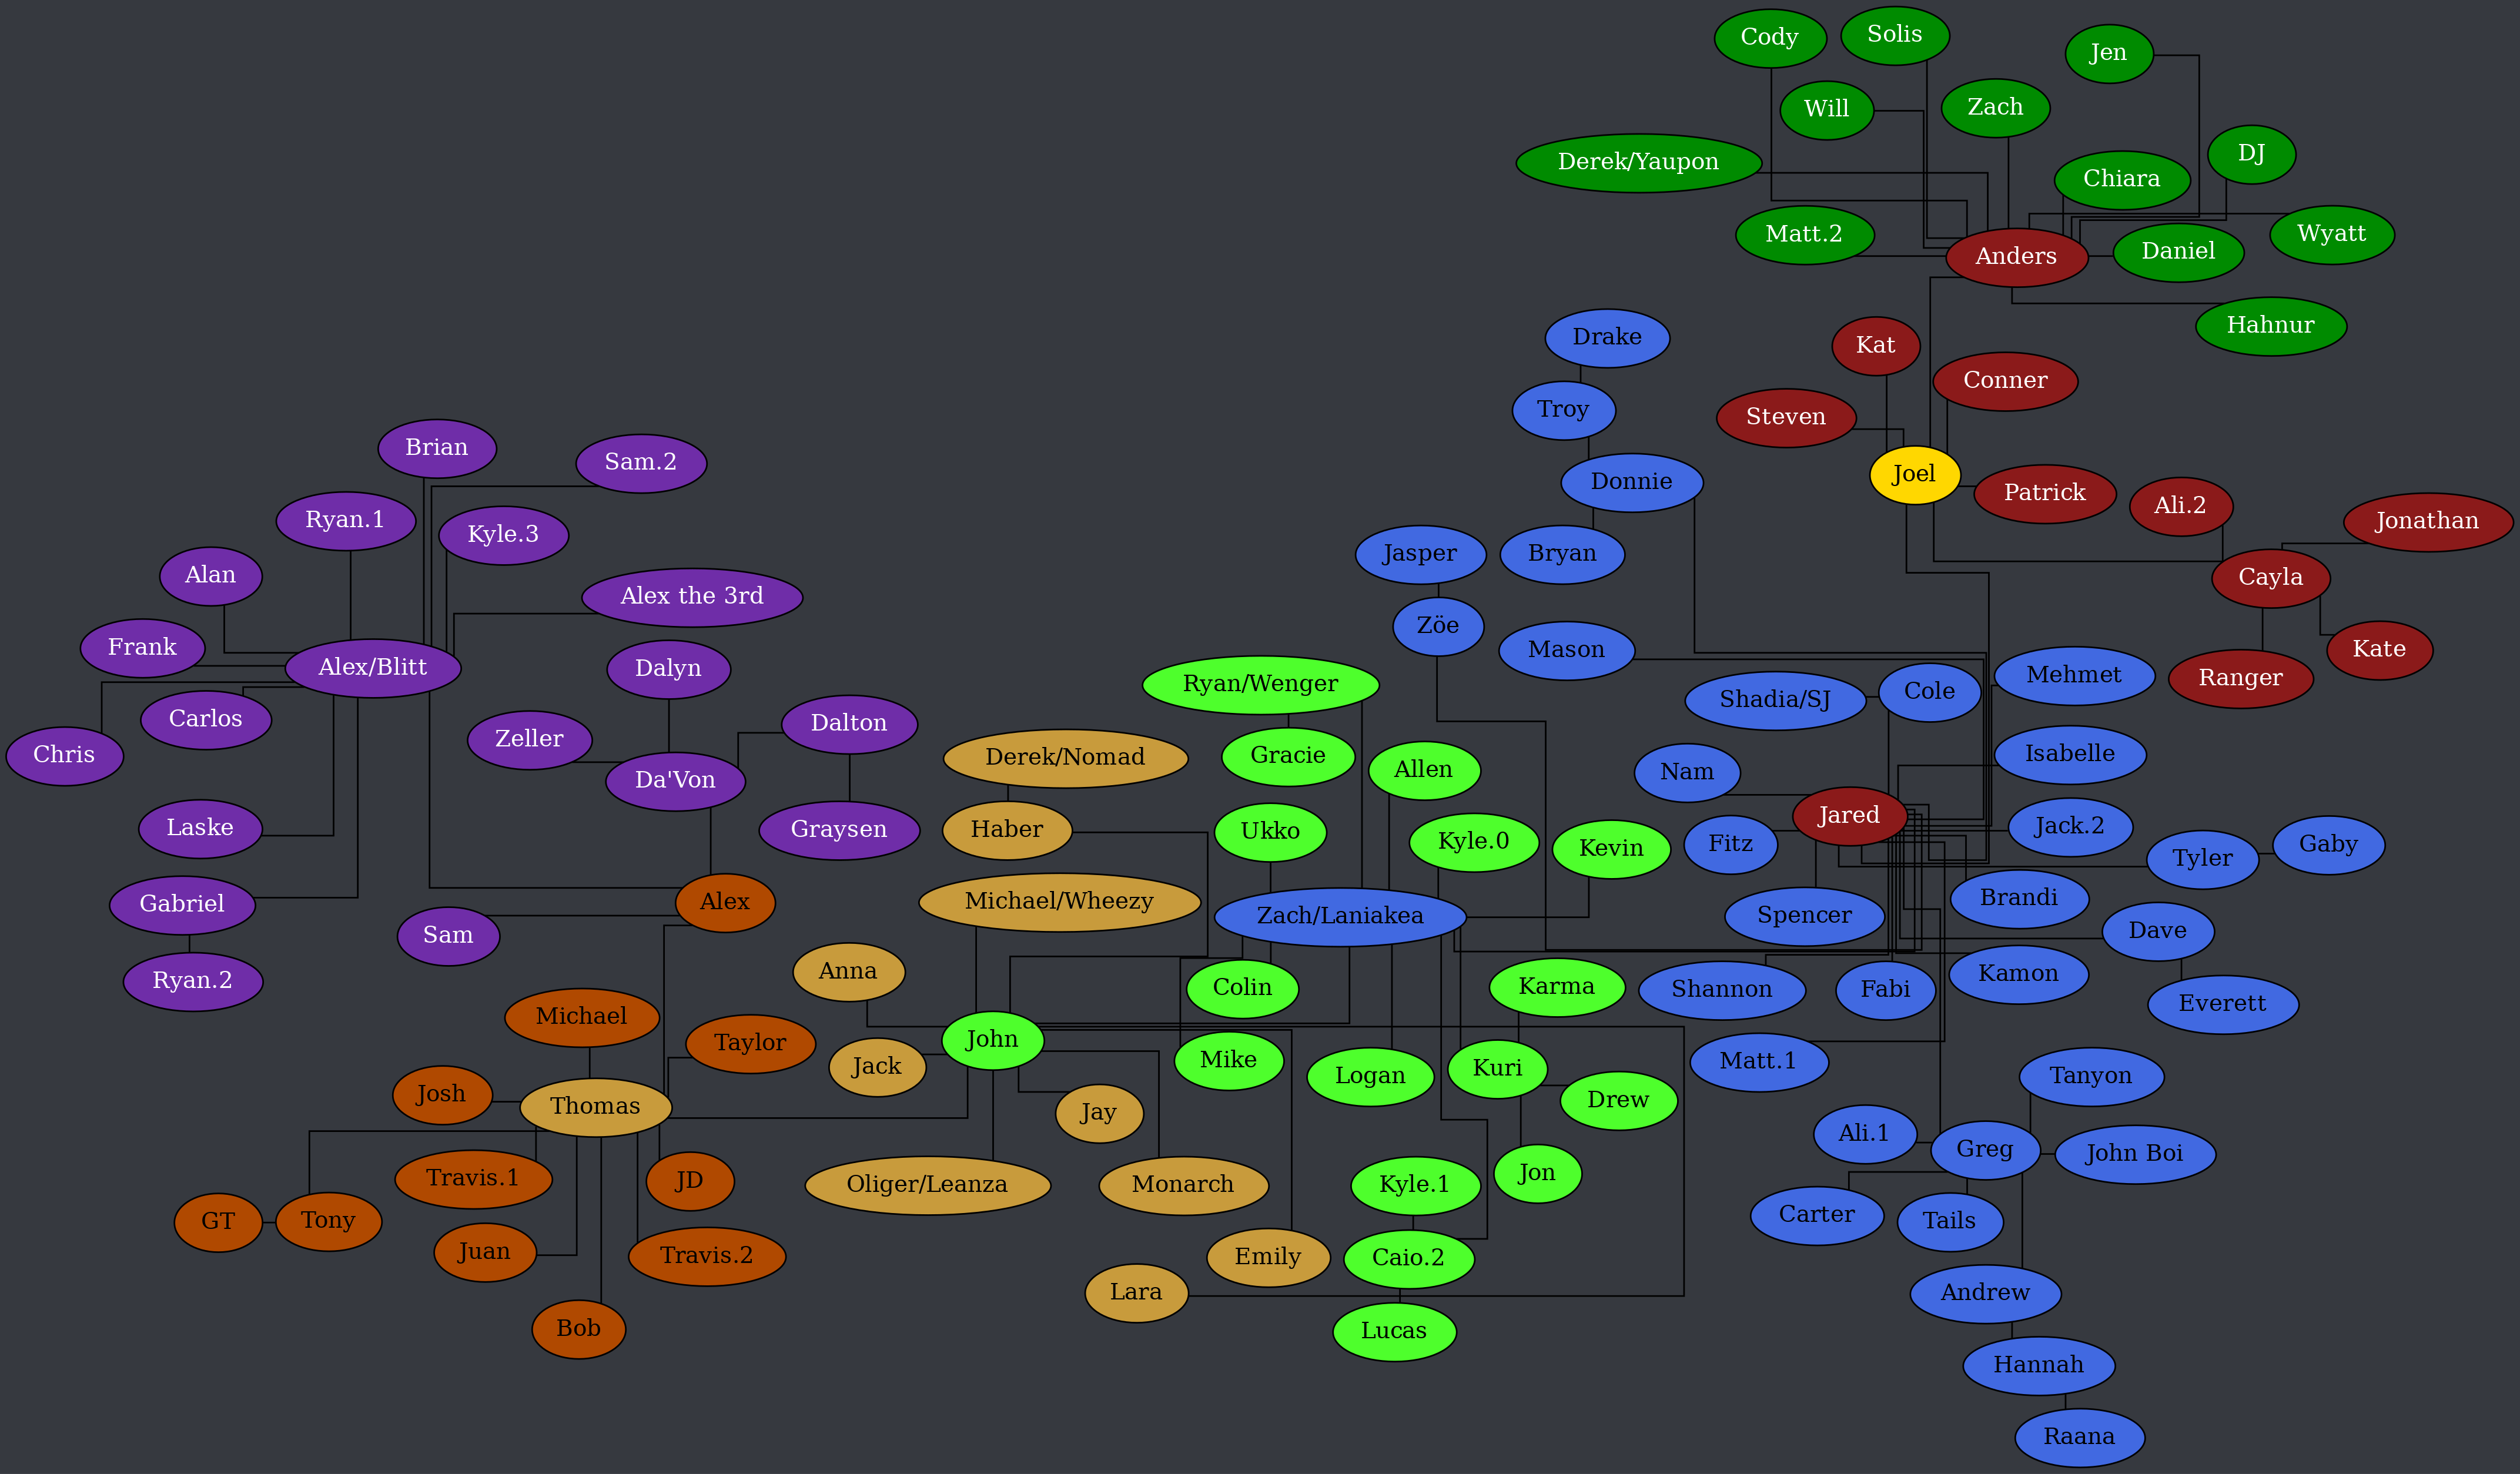 Cody
Solis
Jen
Will
Zach
Derek/Yaupon
DJ
Chiara
Matt.2
Wyatt
Daniel
Anders
Hahnur
Drake
Kat
Conner
Troy
Steven
Brian
Sam.2
Joel
Donnie
Patrick
Ali.2
Jonathan
Ryan.1
Kyle.3
Jasper
Bryan
Alan
Cayla
Alex the 3rd
Zöe
Frank
Mason
Kate
Alex/Blitt
Dalyn
Mehmet
Ranger
Ryan/Wenger
Cole
Shadia/SJ
Carlos
Dalton
Zeller
Chris
Isabelle
Gracie
Derek/Nomad
Allen
Nam
Da'Von
Jared
Laske
Graysen
Haber
Ukko
Kyle.0
Kevin
Fitz
Jack.2
Tyler
Gaby
Gabriel
Alex
Michael/Wheezy
Zach/Laniakea
Spencer
Brandi
Dave
Sam
Anna
Ryan.2
Colin
Karma
Shannon
Fabi
Kamon
Everett
Michael
Taylor
John
Jack
Mike
Logan
Kuri
Matt.1
Tanyon
Josh
Thomas
Jay
Drew
Ali.1
Greg
John Boi
Travis.1
JD
Oliger/Leanza
Monarch
Kyle.1
Jon
GT
Tony
Carter
Tails
Juan
Travis.2
Emily
Caio.2
Lara
Andrew
Bob
Lucas
Hannah
Raana